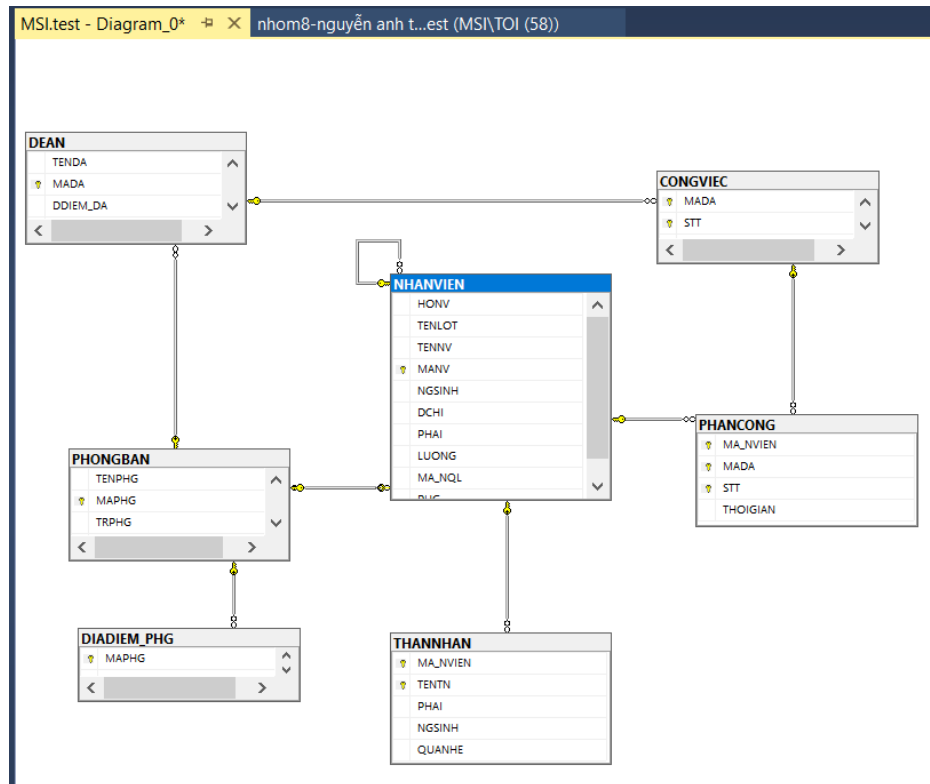 MSI.test - Diagram_0*
nhom8-nguyễn anh t...est (MSI\TOI (58))
DEAN
TENDA
MADA
DDIEM_DA
CONGVIEC
MADA
STT
NHANVIEN
HONV
TENLOT
TENNV
MANV
NGSINH
DCHI
PHAI
LUONG
MA_NQL
PHANCONG
MA_NVIEN
MADA
STT
THOIGIAN
PHONGBAN
TENPHG
MAPHG
TRPHG
DIADIEM_PHG
MAPHG
THANNHAN
MA_NVIEN
TENTN
PHAI
NGSINH
QUANHE